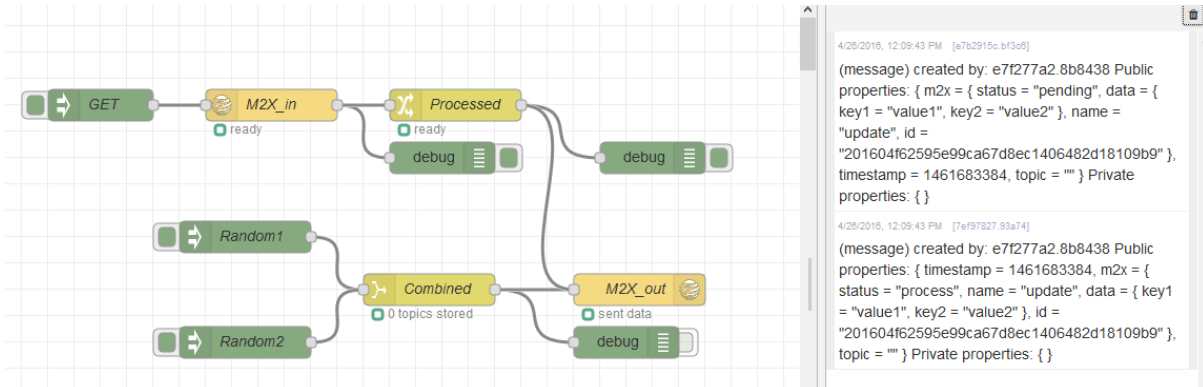 GET
M2X_in
ready
Processed
ready
debug
debug
Random1
Combined
0 topics stored
M2X_out
sent data
Random2
debug
4/26/2016, 12:09:43 PM [e7b2915c.bf3c6]
(message) created by: e7f277a2.8b8438 Public
properties: { m2x = { status = "pending", data = {
key1 = "value1", key2 = "value2" }, name =
"update", id =
"201604f62595e99ca67d8ec1406482d18109b9" },
timestamp = 1461683384, topic = "" } Private
properties: { }
4/26/2016, 12:09:43 PM [7ef97827.93a74]
(message) created by: e7f277a2.8b8438 Public
properties: { timestamp = 1461683384, m2x = {
status = "process", name = "update", data = { key1
= "value1", key2 = "value2" }, id =
"201604f62595e99ca67d8ec1406482d18109b9" },
topic = "" } Private properties: { }